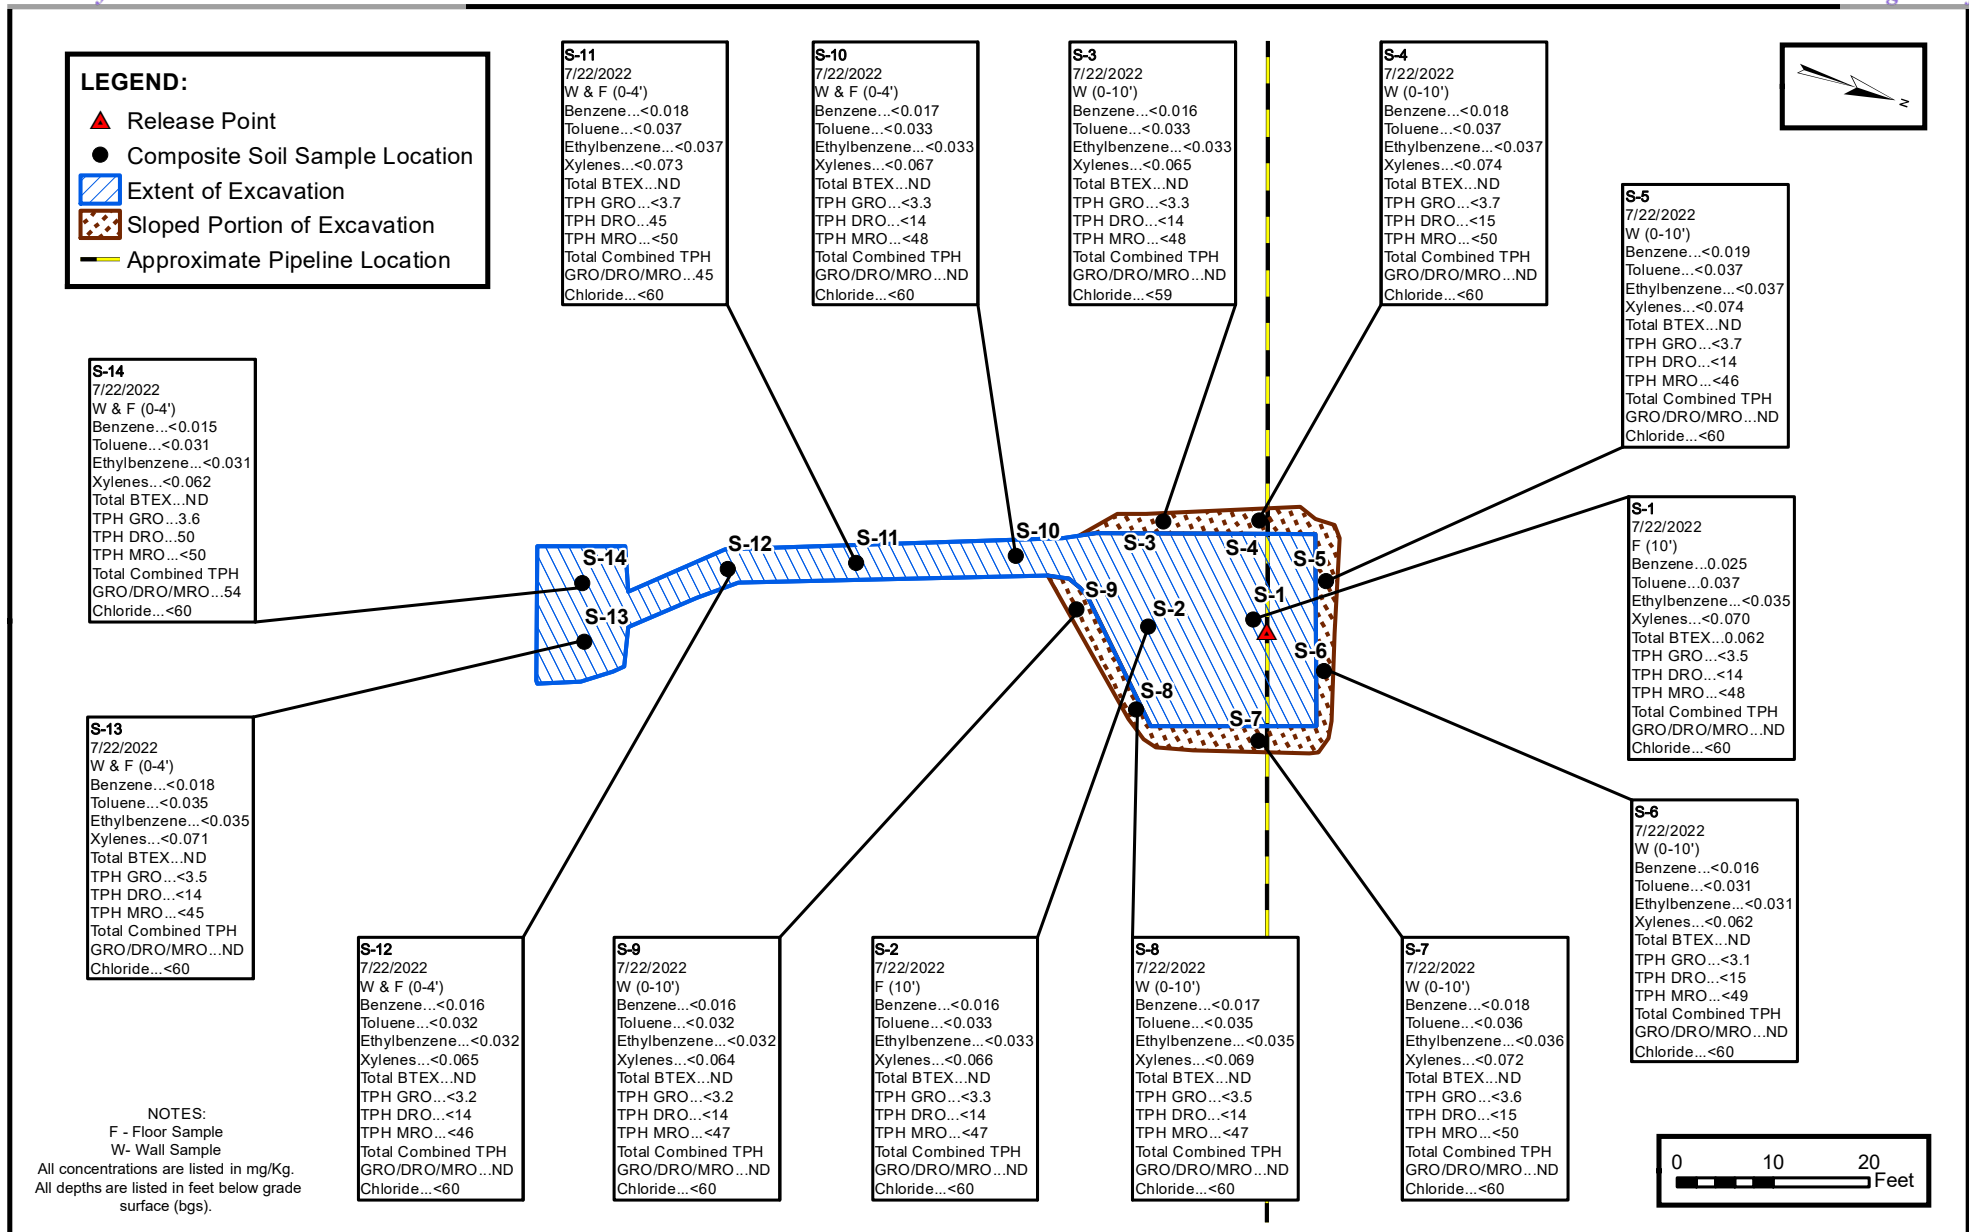 LEGEND:
Release Point
Composite Soil Sample Location
Extent of Excavation
Sloped Portion of Excavation
Approximate Pipeline Location
S-11
7/22/2022
W & F (0-4')
Benzene...<0.018
Toluene...<0.037
Ethylbenzene...<0.037
Xylenes...<0.073
Total BTEX...ND
TPH GRO...<3.7
TPH DRO...45
TPH MRO...<50
Total Combined TPH
GRO/DRO/MRO...45
Chloride...<60
S-10
7/22/2022
W & F (0-4')
Benzene...<0.017
Toluene...<0.033
Ethylbenzene...<0.033
Xylenes...<0.067
Total BTEX...ND
TPH GRO...<3.3
TPH DRO...<14
TPH MRO...<48
Total Combined TPH
GRO/DRO/MRO...ND
Chloride...<60
S-3
7/22/2022
W (0-10')
Benzene...<0.016
Toluene...<0.033
Ethylbenzene...<0.033
Xylenes...<0.065
Total BTEX...ND
TPH GRO...<3.3
TPH DRO...<14
TPH MRO...<48
Total Combined TPH
GRO/DRO/MRO...ND
Chloride...<59
S-4
7/22/2022
W (0-10')
Benzene...<0.018
Toluene...<0.037
Ethylbenzene...<0.037
Xylenes...<0.074
Total BTEX...ND
TPH GRO...<3.7
TPH DRO...<15
TPH MRO...<50
Total Combined TPH
GRO/DRO/MRO...ND
Chloride...<60
N
S-5
7/22/2022
W (0-10')
Benzene...<0.019
Toluene...<0.037
Ethylbenzene...<0.037
Xylenes...<0.074
Total BTEX...ND
TPH GRO...<3.7
TPH DRO...<14
TPH MRO...<46
Total Combined TPH
GRO/DRO/MRO...ND
Chloride...<60
S-14
7/22/2022
W & F (0-4')
Benzene...<0.015
Toluene...<0.031
Ethylbenzene...<0.031
Xylenes...<0.062
Total BTEX...ND
TPH GRO...3.6
TPH DRO...50
TPH MRO...<50
Total Combined TPH
GRO/DRO/MRO...54
Chloride...<60
S-1
7/22/2022
F (10')
Benzene...0.025
Toluene...0.037
Ethylbenzene...<0.035
Xylenes...<0.070
Total BTEX...0.062
TPH GRO...<3.5
TPH DRO...<14
TPH MRO...<48
Total Combined TPH
GRO/DRO/MRO...ND
Chloride...<60
S-14
S-13
S-12
S-11
S-10
S-3
S-4
S-5
S-9
S-2
S-1
S-6
S-8
S-7
S-13
7/22/2022
W & F (0-4')
Benzene...<0.018
Toluene...<0.035
Ethylbenzene...<0.035
Xylenes...<0.071
Total BTEX...ND
TPH GRO...<3.5
TPH DRO...<14
TPH MRO...<45
Total Combined TPH
GRO/DRO/MRO...ND
Chloride...<60
S-6
7/22/2022
W (0-10')
Benzene...<0.016
Toluene...<0.031
Ethylbenzene...<0.031
Xylenes...<0.062
Total BTEX...ND
TPH GRO...<3.1
TPH DRO...<15
TPH MRO...<49
Total Combined TPH
GRO/DRO/MRO...ND
Chloride...<60
S-12
7/22/2022
W & F (0-4')
Benzene...<0.016
Toluene...<0.032
Ethylbenzene...<0.032
Xylenes...<0.065
Total BTEX...ND
TPH GRO...<3.2
TPH DRO...<14
TPH MRO...<46
Total Combined TPH
GRO/DRO/MRO...ND
Chloride...<60
S-9
7/22/2022
W (0-10')
Benzene...<0.016
Toluene...<0.032
Ethylbenzene...<0.032
Xylenes...<0.064
Total BTEX...ND
TPH GRO...<3.2
TPH DRO...<14
TPH MRO...<47
Total Combined TPH
GRO/DRO/MRO...ND
Chloride...<60
S-2
7/22/2022
F (10')
Benzene...<0.016
Toluene...<0.033
Ethylbenzene...<0.033
Xylenes...<0.066
Total BTEX...ND
TPH GRO...<3.3
TPH DRO...<14
TPH MRO...<47
Total Combined TPH
GRO/DRO/MRO...ND
Chloride...<60
S-8
7/22/2022
W (0-10')
Benzene...<0.017
Toluene...<0.035
Ethylbenzene...<0.035
Xylenes...<0.069
Total BTEX...ND
TPH GRO...<3.5
TPH DRO...<14
TPH MRO...<47
Total Combined TPH
GRO/DRO/MRO...ND
Chloride...<60
S-7
7/22/2022
W (0-10')
Benzene...<0.018
Toluene...<0.036
Ethylbenzene...<0.036
Xylenes...<0.072
Total BTEX...ND
TPH GRO...<3.6
TPH DRO...<15
TPH MRO...<50
Total Combined TPH
GRO/DRO/MRO...ND
Chloride...<60
NOTES:
F - Floor Sample
W- Wall Sample
All concentrations are listed in mg/Kg.
All depths are listed in feet below grade
surface (bgs).
0 10 20
Feet